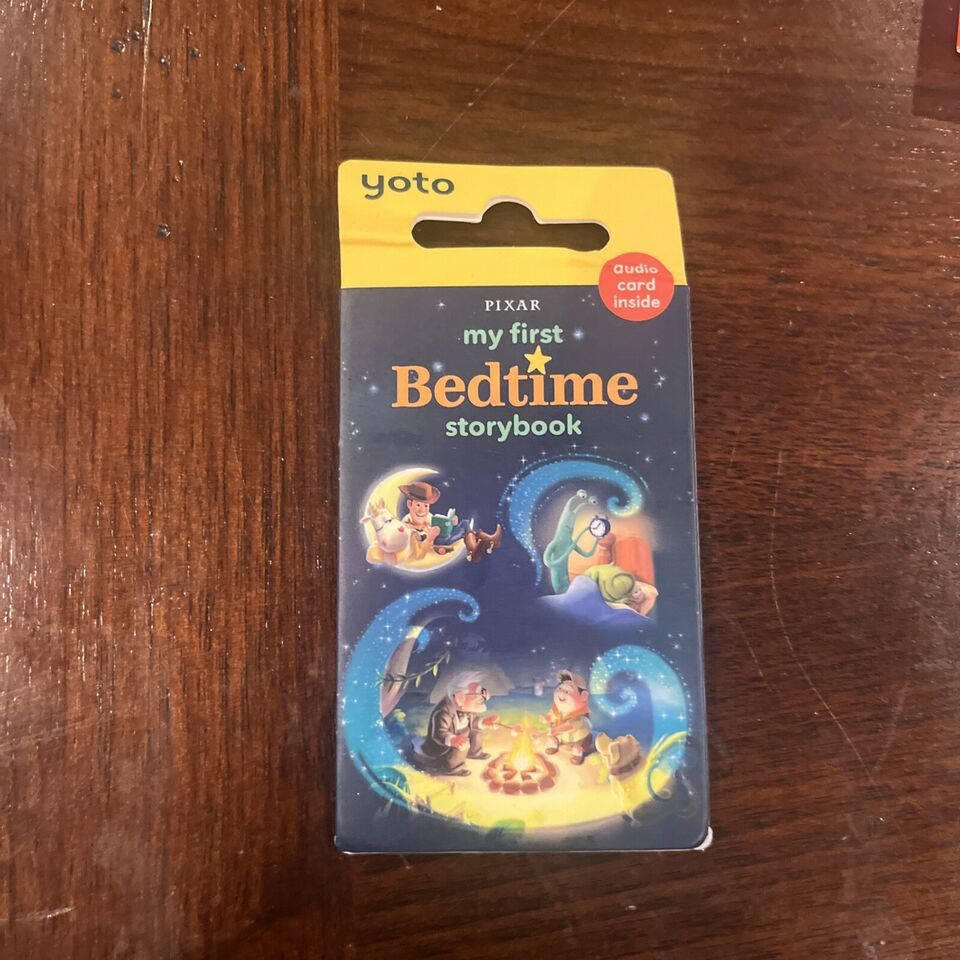 yoto
audio
card
inside
PIXAR
my first
Bedtime
storybook